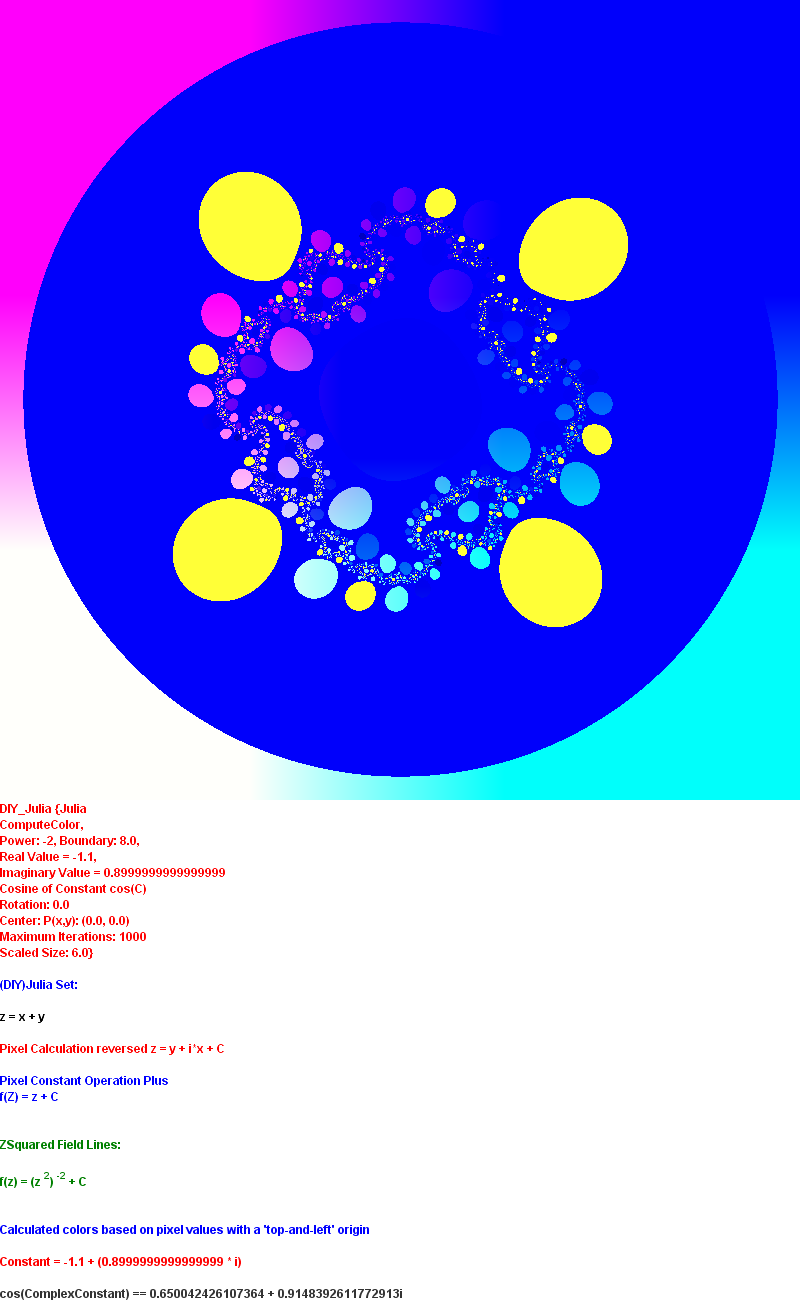 DIY_Julia {Julia
ComputeColor,
Power: -2, Boundary: 8.0,
Real Value = -1.1,
Imaginary Value = 0.8999999999999999
Cosine of Constant cos(C)
Rotation: 0.0
Center: P(x,y): (0.0, 0.0)
Maximum Iterations: 1000
Scaled Size: 6.0}
(DIY)Julia Set:
z = x + y
Pixel Calculation reversed z = y + i*x + C
Pixel Constant Operation Plus
f(Z) = z + C
ZSquared Field Lines:
f(z) = (z 2) -2 + C
Calculated colors based on pixel values with a 'top-and-left' origin
Constant = -1.1 + (0.8999999999999999 * i)
cos(ComplexConstant) == 0.650042426107364 + 0.9148392611772913i